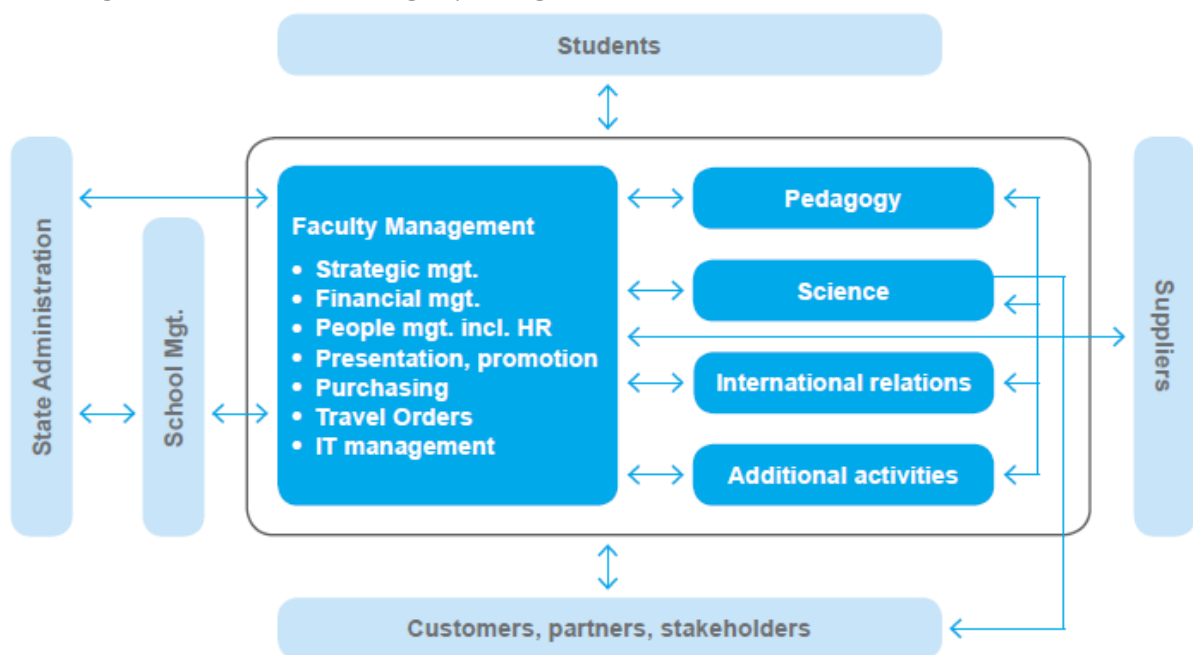 Students
State Administration
School Mgt.
Faculty Management
• Strategic mgt.
• Financial mgt.
• People mgt. incl. HR
• Presentation, promotion
• Purchasing
• Travel Orders
• IT management
Pedagogy
Science
International relations
Additional activities
Suppliers
Customers, partners, stakeholders